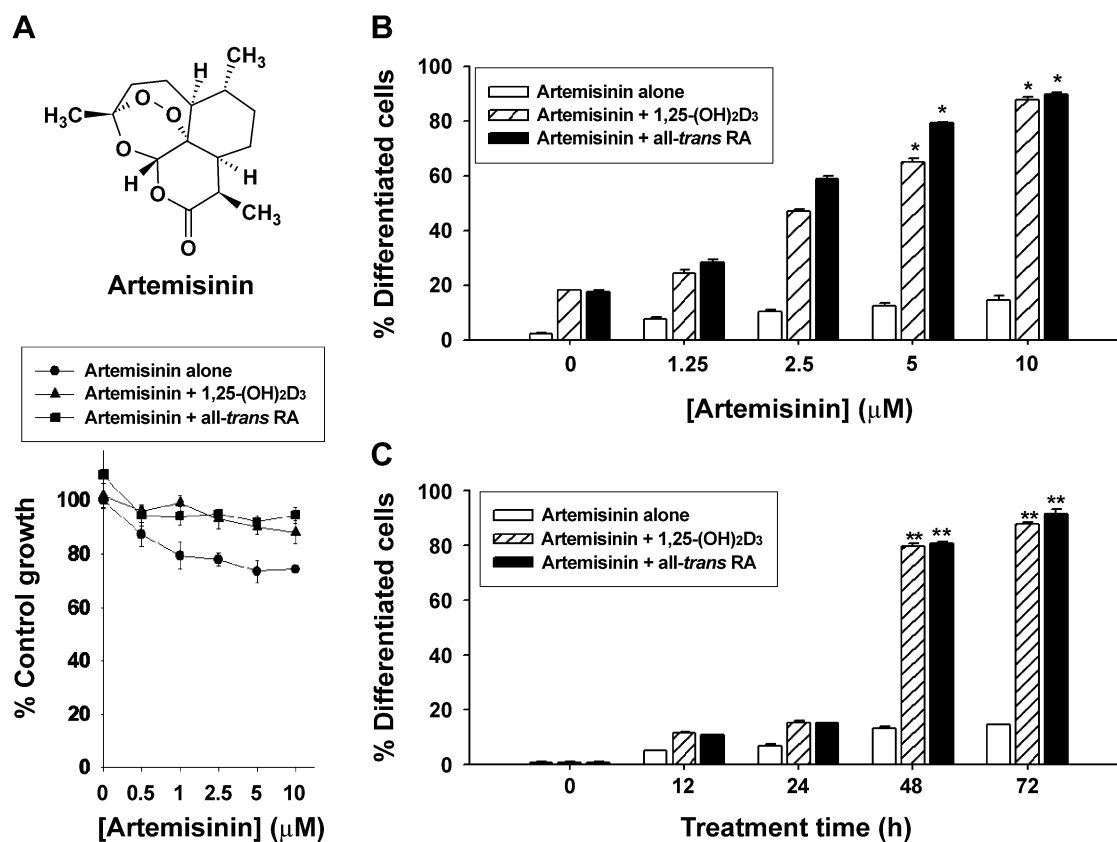 A
CH3
H
H3C
O
O
O
H
O
H
CH3
O
Artemisinin
Artemisinin alone
Artemisinin + 1,25-(OH)2D3
Artemisinin + all-trans RA
% Control growth
100
80
60
40
20
0
0 0.5 1 2.5 5 10
[Artemisinin] (μM)
B
% Differentiated cells
100
80
60
40
20
0
Artemisinin alone
Artemisinin + 1,25-(OH)2D3
Artemisinin + all-trans RA
* *
* *
0 1.25 2.5 5 10
[Artemisinin] (μM)
C
% Differentiated cells
100
80
60
40
20
0
Artemisinin alone
Artemisinin + 1,25-(OH)2D3
Artemisinin + all-trans RA
** **
** **
0 12 24 48 72
Treatment time (h)